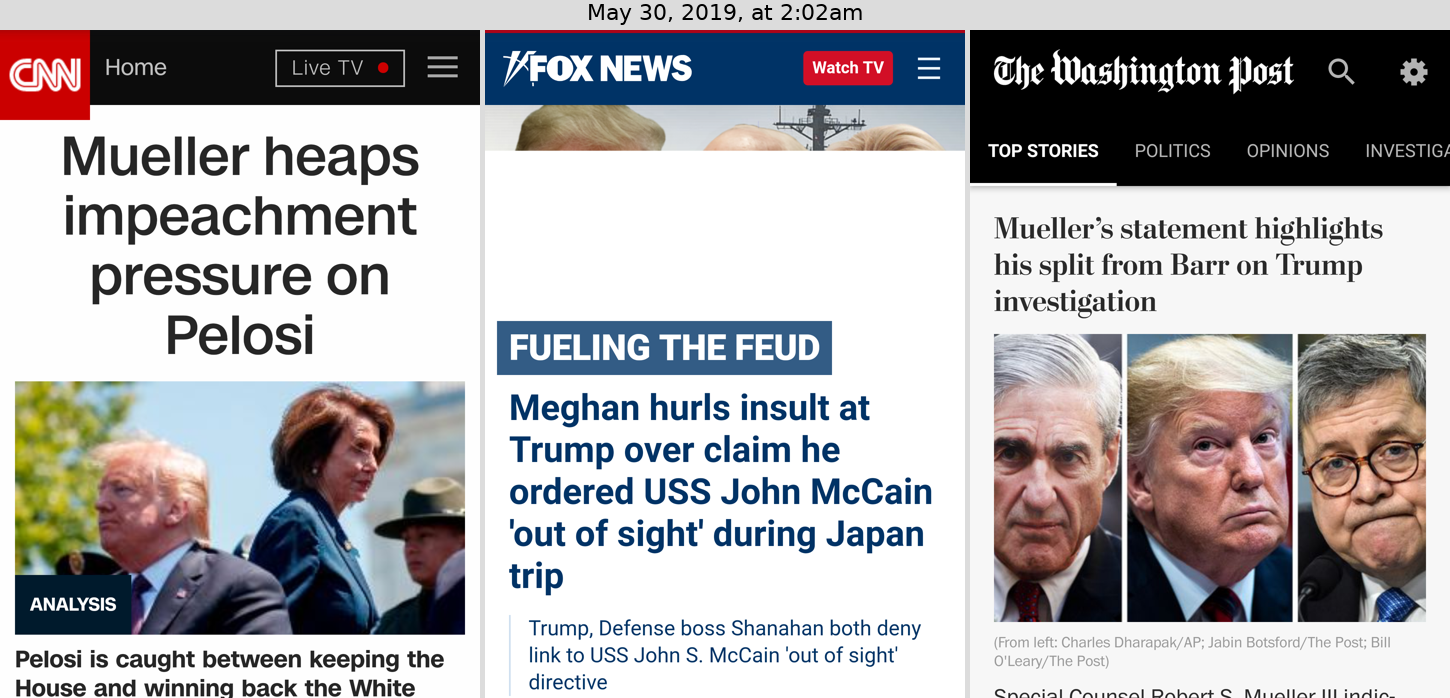 May 30, 2019, at 2:02am
CNN
Home
Live TV
Mueller heaps
impeachment
pressure on
Pelosi
ANALYSIS
Pelosi is caught between keeping the
House and winning back the White
FOX NEWS
Watch TV
FUELING THE FEUD
Meghan hurls insult at
Trump over claim he
ordered USS John McCain
'out of sight' during Japan
trip
Trump, Defense boss Shanahan both deny
link to USS John S. McCain 'out of sight'
directive
The Washington Post
TOP STORIES
POLITICS
OPINIONS
INVESTIGA
Mueller’s statement highlights
his split from Barr on Trump
investigation
(From left: Charles Dharapak/AP; Jabin Botsford/The Post; Bill
O'Leary/The Post)
Special Counsel Robert S. Mueller III indic-